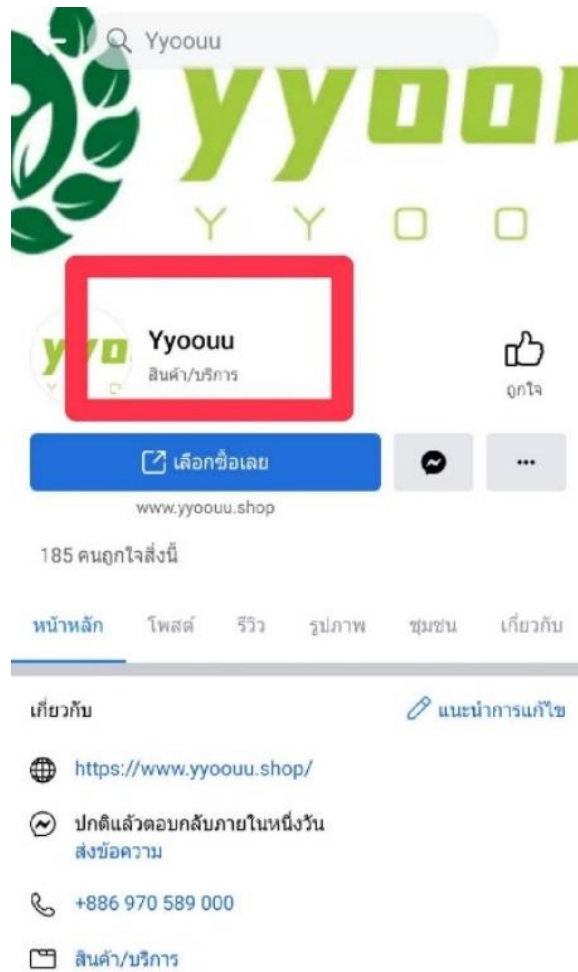 Yyoouu
yyoou
Y Y O O
Yyoouu
สินค้า/บริการ
ถูกใจ
เลือกซื้อเลย
www.yyoouu.shop
185 คนถูกใจสิ่งนี้
หน้าหลัก โพสต์ รีวิว รูปภาพ ชุมชน เกี่ยวกับ
เกี่ยวกับ แนะนำการแก้ไข
https://www.yyoouu.shop/
ปกติแล้วตอบกลับภายในหนึ่งวัน
ส่งข้อความ
+886 970 589 000
สินค้า/บริการ